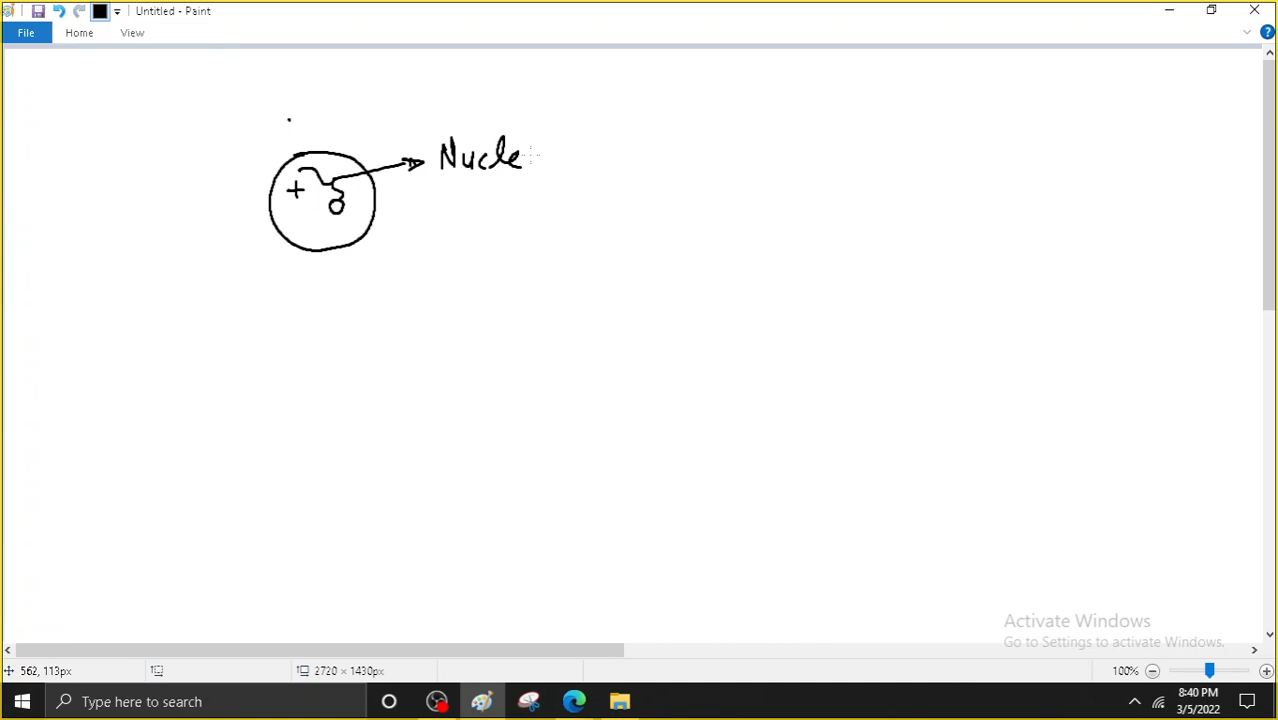 Untitled - Paint
File Home View
Nucle
+
Activate Windows
Go to Settings to activate Windows.
562, 113px 2720 × 1430px 100%
Type here to search 8:40 PM
3/5/2022